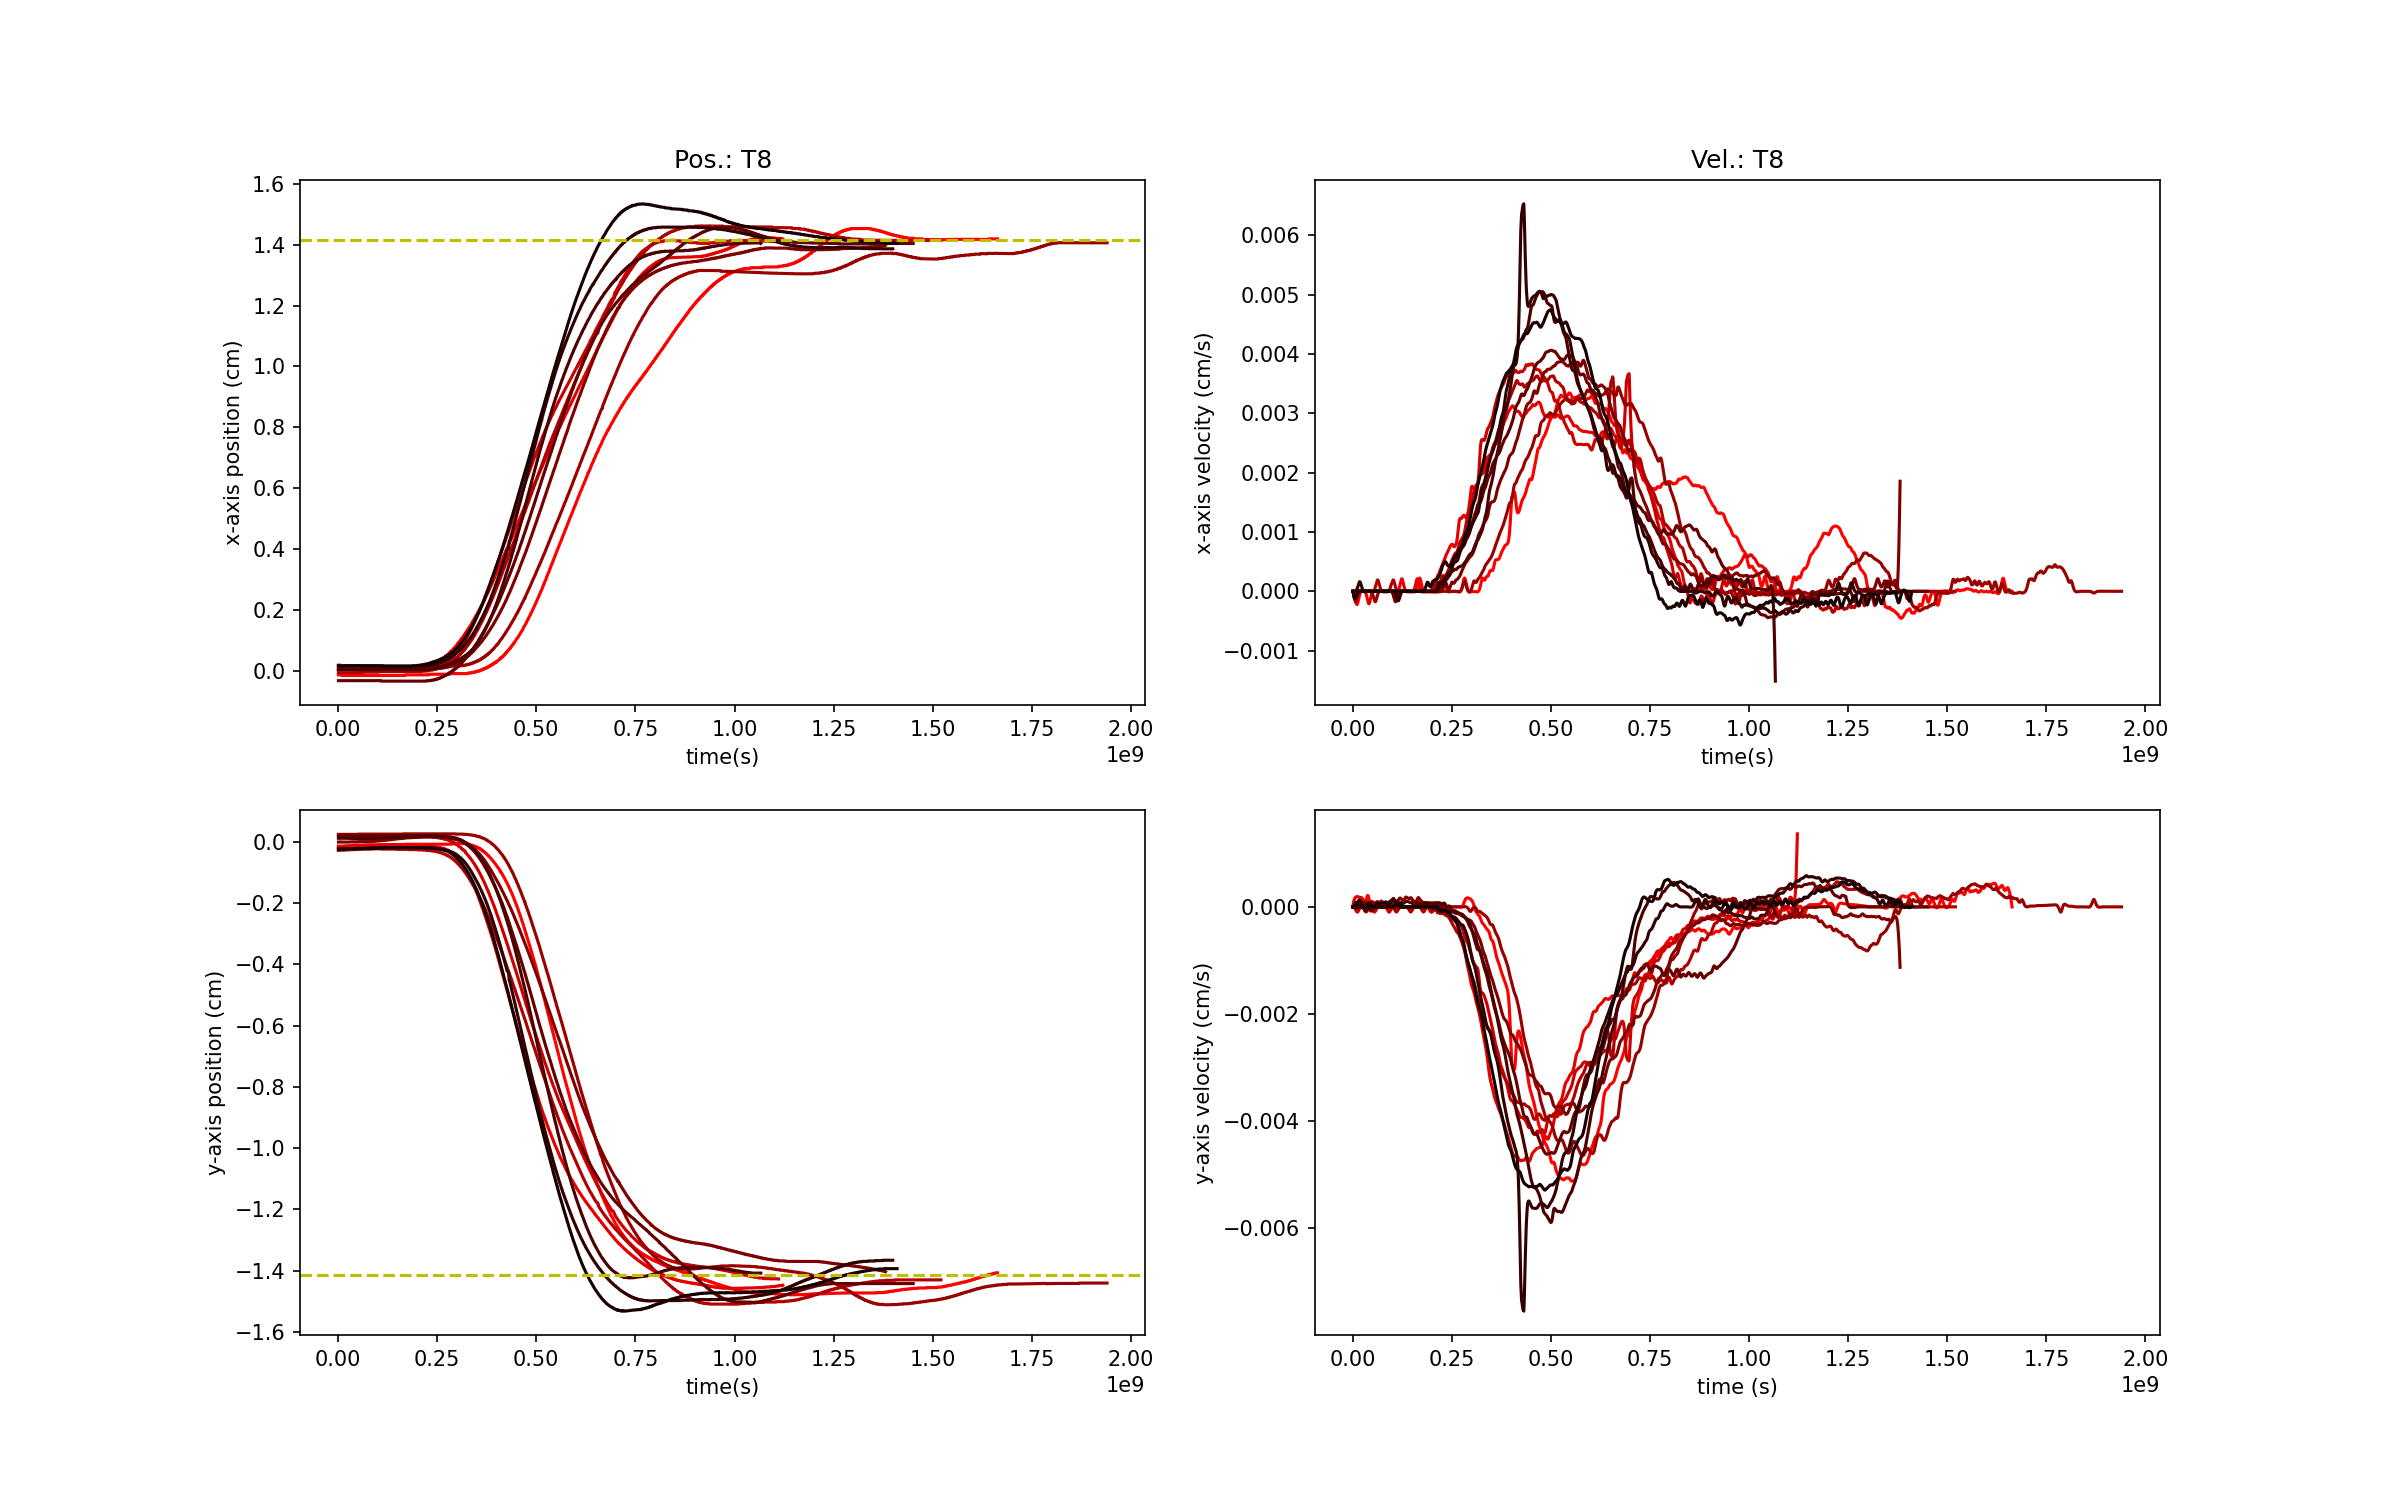 Pos.: T8
x-axis position (cm)
1.6
1.4
1.2
1.0
0.8
0.6
0.4
0.2
0.0
0.00 0.25 0.50 0.75 1.00 1.25 1.50 1.75 2.00
1e9
time(s)
Vel.: T8
x-axis velocity (cm/s)
0.006
0.005
0.004
0.003
0.002
0.001
0.000
−0.001
0.00 0.25 0.50 0.75 1.00 1.25 1.50 1.75 2.00
1e9
time(s)
y-axis position (cm)
0.0
−0.2
−0.4
−0.6
−0.8
−1.0
−1.2
−1.4
−1.6
0.00 0.25 0.50 0.75 1.00 1.25 1.50 1.75 2.00
1e9
time(s)
y-axis velocity (cm/s)
0.000
−0.002
−0.004
−0.006
0.00 0.25 0.50 0.75 1.00 1.25 1.50 1.75 2.00
1e9
time (s)